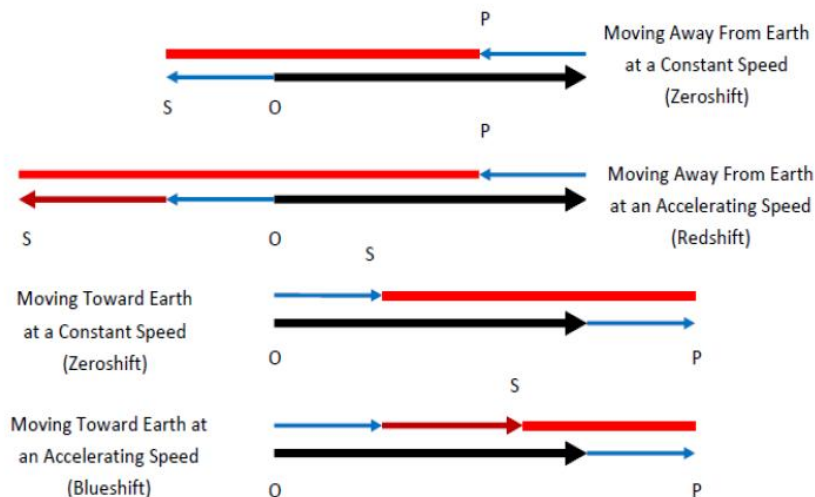 P
Moving Away From Earth
at a Constant Speed
(Zeroshift)
S O
P
Moving Away From Earth
at an Accelerating Speed
(Redshift)
S O
S
Moving Toward Earth
at a Constant Speed
(Zeroshift)
O P
S
Moving Toward Earth at
an Accelerating Speed
(Blueshift)
O P